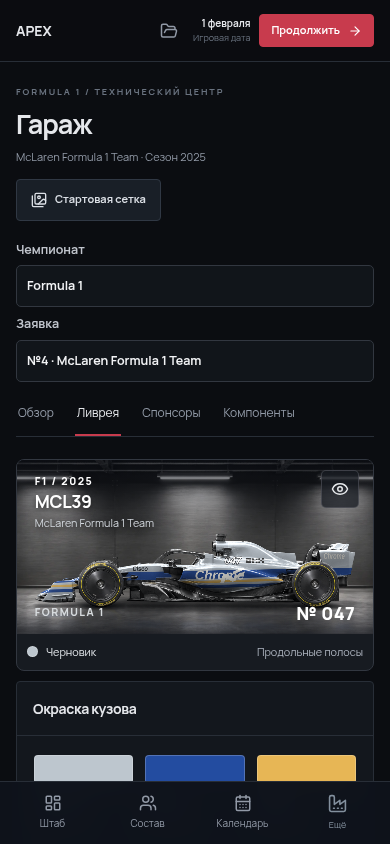 APEX
1 февраля
Игровая дата
Продолжить
FORMULA 1 / ТЕХНИЧЕСКИЙ ЦЕНТР
Гараж
McLaren Formula 1 Team · Сезон 2025
Стартовая сетка
Чемпионат
Formula 1
Заявка
№4 · McLaren Formula 1 Team
Обзор
Ливрея
Спонсоры
Компоненты
F1 / 2025
MCL39
McLaren Formula 1 Team
FORMULA 1
№ 047
Черновик
Продольные полосы
Окраска кузова
Штаб
Состав
Календарь
Ещё